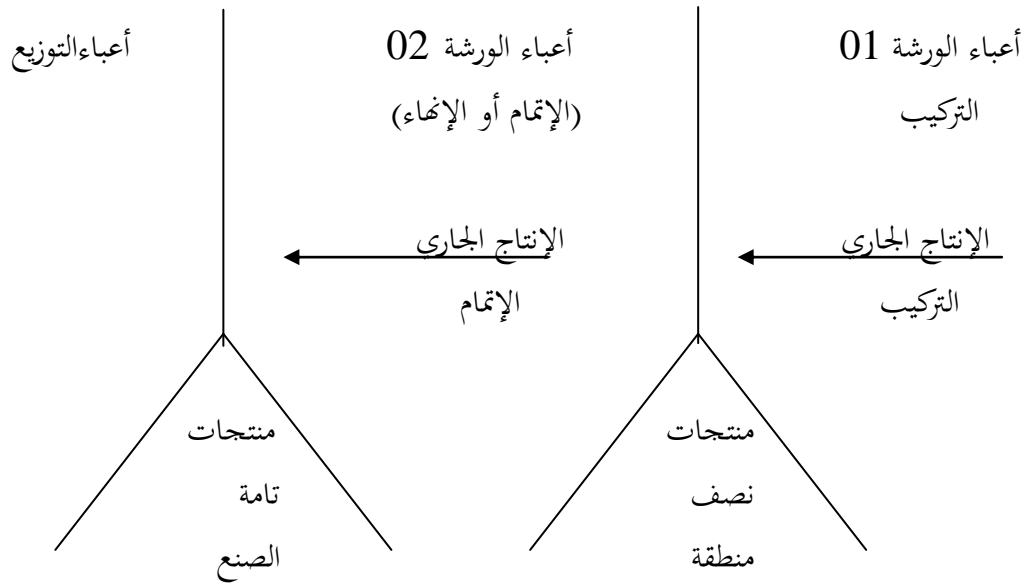 أعباء الورشة 01
التركيب
أعباء الورشة 02
(الإتمام أو الإنهاء)
أعباءالتوزيع
الإنتاج الجاري
التركيب
الإنتاج الجاري
الإتمام
منتجات
نصف
منطقة
منتجات
تامة
الصنع